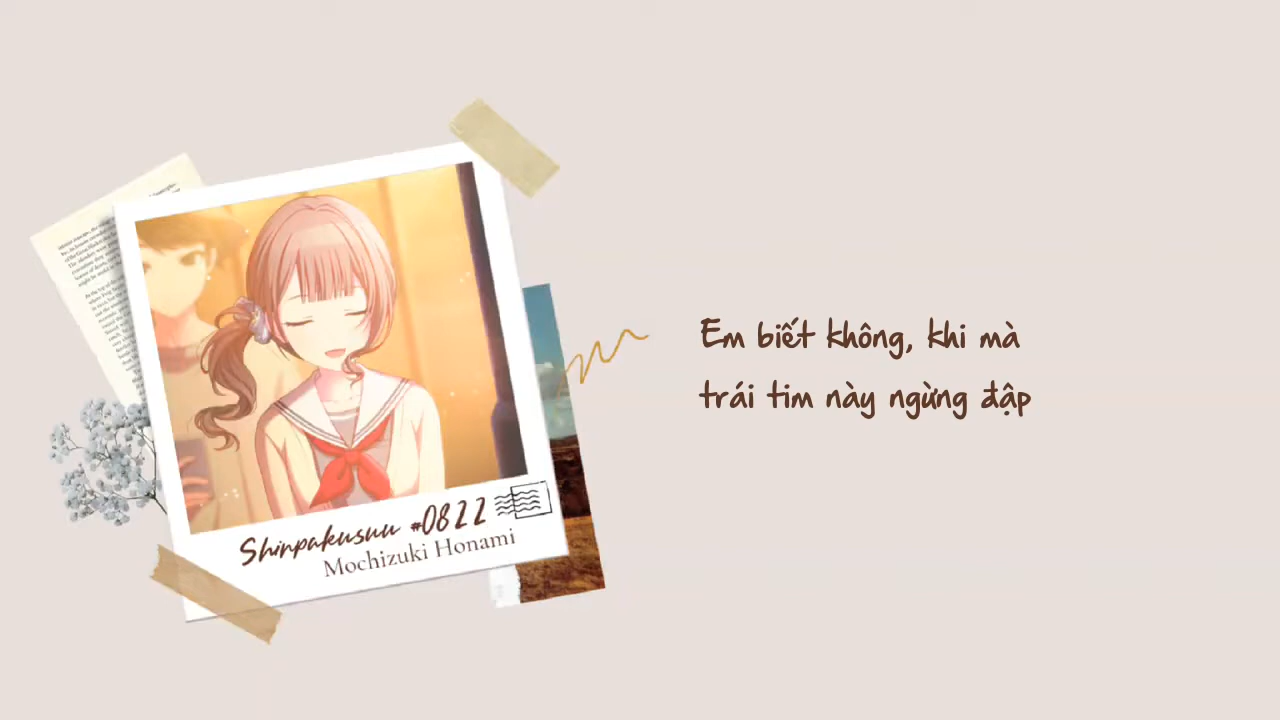 Shinpakusuu #0822
Mochizuki Honami
Em biết không, khi mà
trái tim này ngừng đập